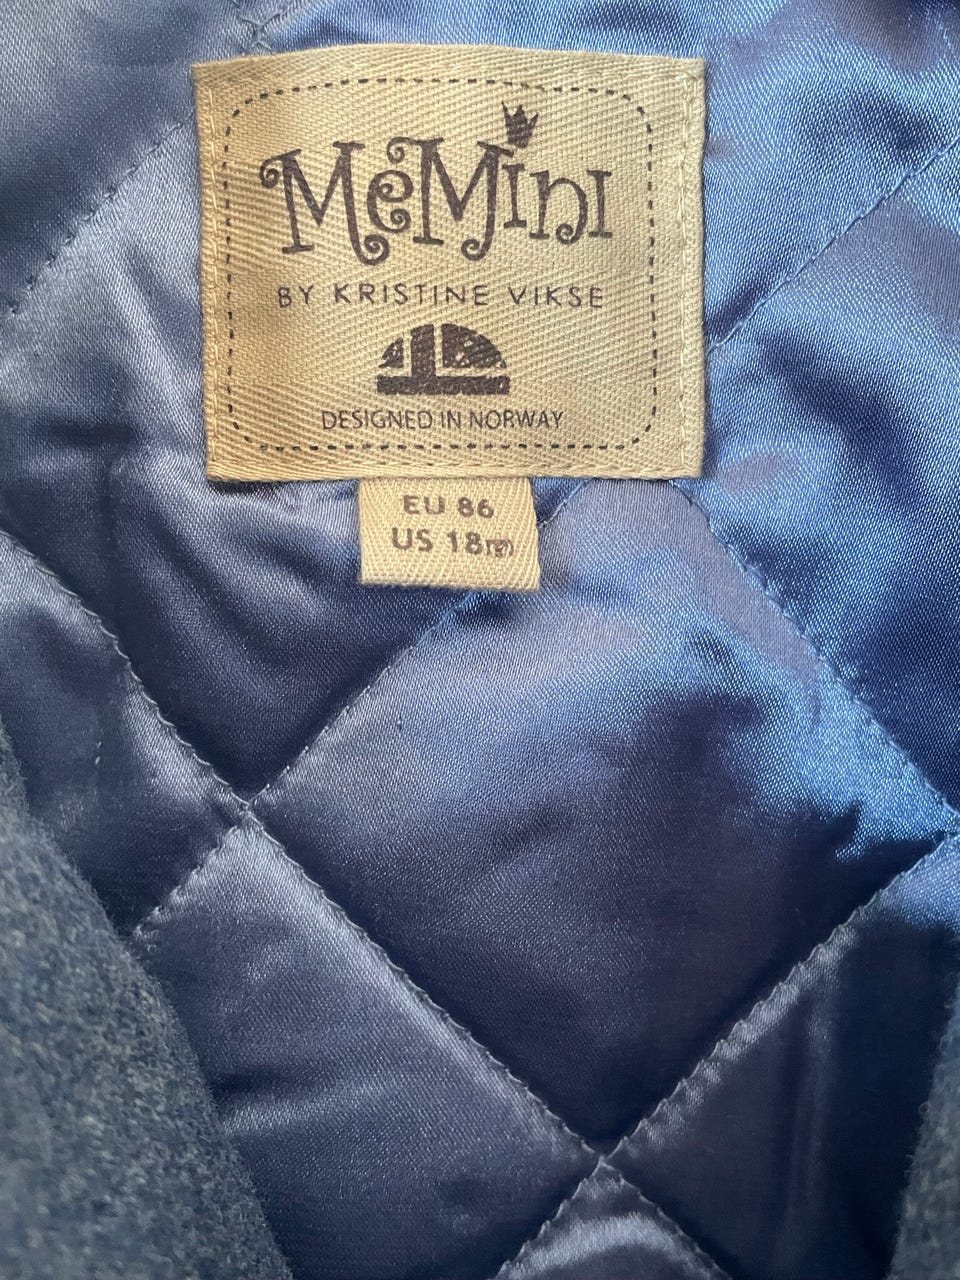 MeMini
BY KRISTINE VIKSE
DESIGNED IN NORWAY
EU 86
US 18m